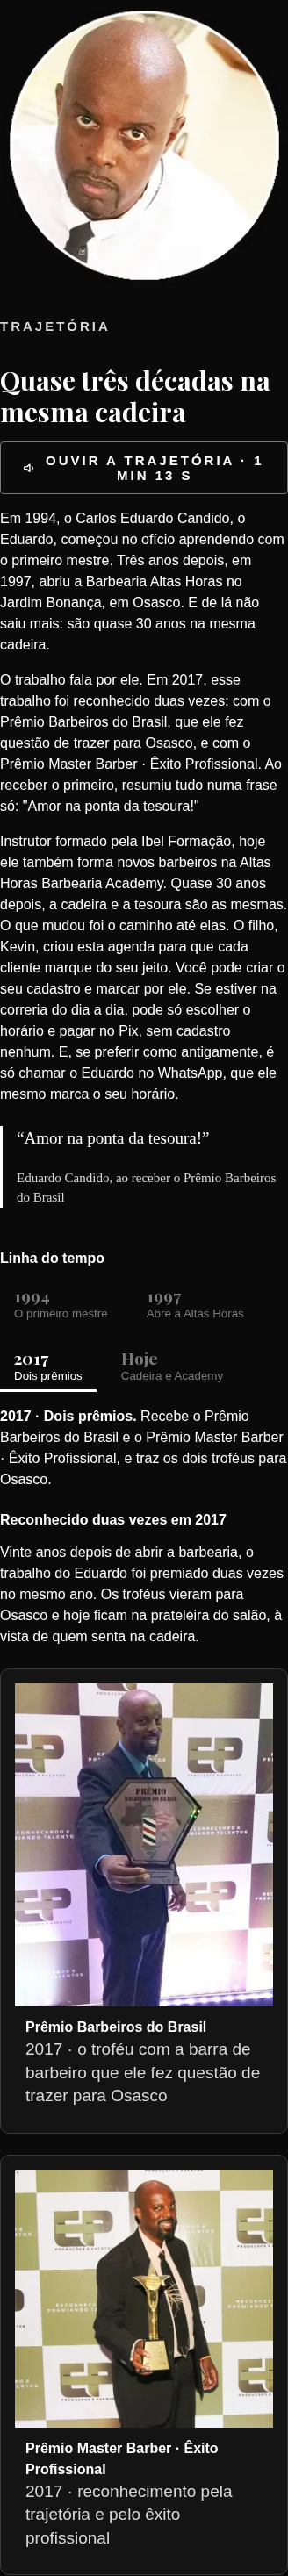 TRAJETÓRIA
Quase três décadas na
mesma cadeira
OUVIR A TRAJETÓRIA · 1
MIN 13 S
Em 1994, o Carlos Eduardo Candido, o
Eduardo, começou no ofício aprendendo com
o primeiro mestre. Três anos depois, em
1997, abriu a Barbearia Altas Horas no
Jardim Bonança, em Osasco. E de lá não
saiu mais: são quase 30 anos na mesma
cadeira.
O trabalho fala por ele. Em 2017, esse
trabalho foi reconhecido duas vezes: com o
Prêmio Barbeiros do Brasil, que ele fez
questão de trazer para Osasco, e com o
Prêmio Master Barber · Êxito Profissional. Ao
receber o primeiro, resumiu tudo numa frase
só: "Amor na ponta da tesoura!"
Instrutor formado pela Ibel Formação, hoje
ele também forma novos barbeiros na Altas
Horas Barbearia Academy. Quase 30 anos
depois, a cadeira e a tesoura são as mesmas.
O que mudou foi o caminho até elas. O filho,
Kevin, criou esta agenda para que cada
cliente marque do seu jeito. Você pode criar o
seu cadastro e marcar por ele. Se estiver na
correria do dia a dia, pode só escolher o
horário e pagar no Pix, sem cadastro
nenhum. E, se preferir como antigamente, é
só chamar o Eduardo no WhatsApp, que ele
mesmo marca o seu horário.
“Amor na ponta da tesoura!”
Eduardo Candido, ao receber o Prêmio Barbeiros
do Brasil
Linha do tempo
1994
O primeiro mestre
1997
Abre a Altas Horas
2017
Dois prêmios
Hoje
Cadeira e Academy
2017 · Dois prêmios. Recebe o Prêmio
Barbeiros do Brasil e o Prêmio Master Barber
· Êxito Profissional, e traz os dois troféus para
Osasco.
Reconhecido duas vezes em 2017
Vinte anos depois de abrir a barbearia, o
trabalho do Eduardo foi premiado duas vezes
no mesmo ano. Os troféus vieram para
Osasco e hoje ficam na prateleira do salão, à
vista de quem senta na cadeira.
EP
PRÊMIO
BARBEIROS DO BRASIL
Prêmio Barbeiros do Brasil
2017 · o troféu com a barra de
barbeiro que ele fez questão de
trazer para Osasco
RECONHECENDO E
PREMIANDO TALENTOS
EP
PRODUÇÕES E EVENTOS
Prêmio Master Barber · Êxito
Profissional
2017 · reconhecimento pela
trajetória e pelo êxito
profissional